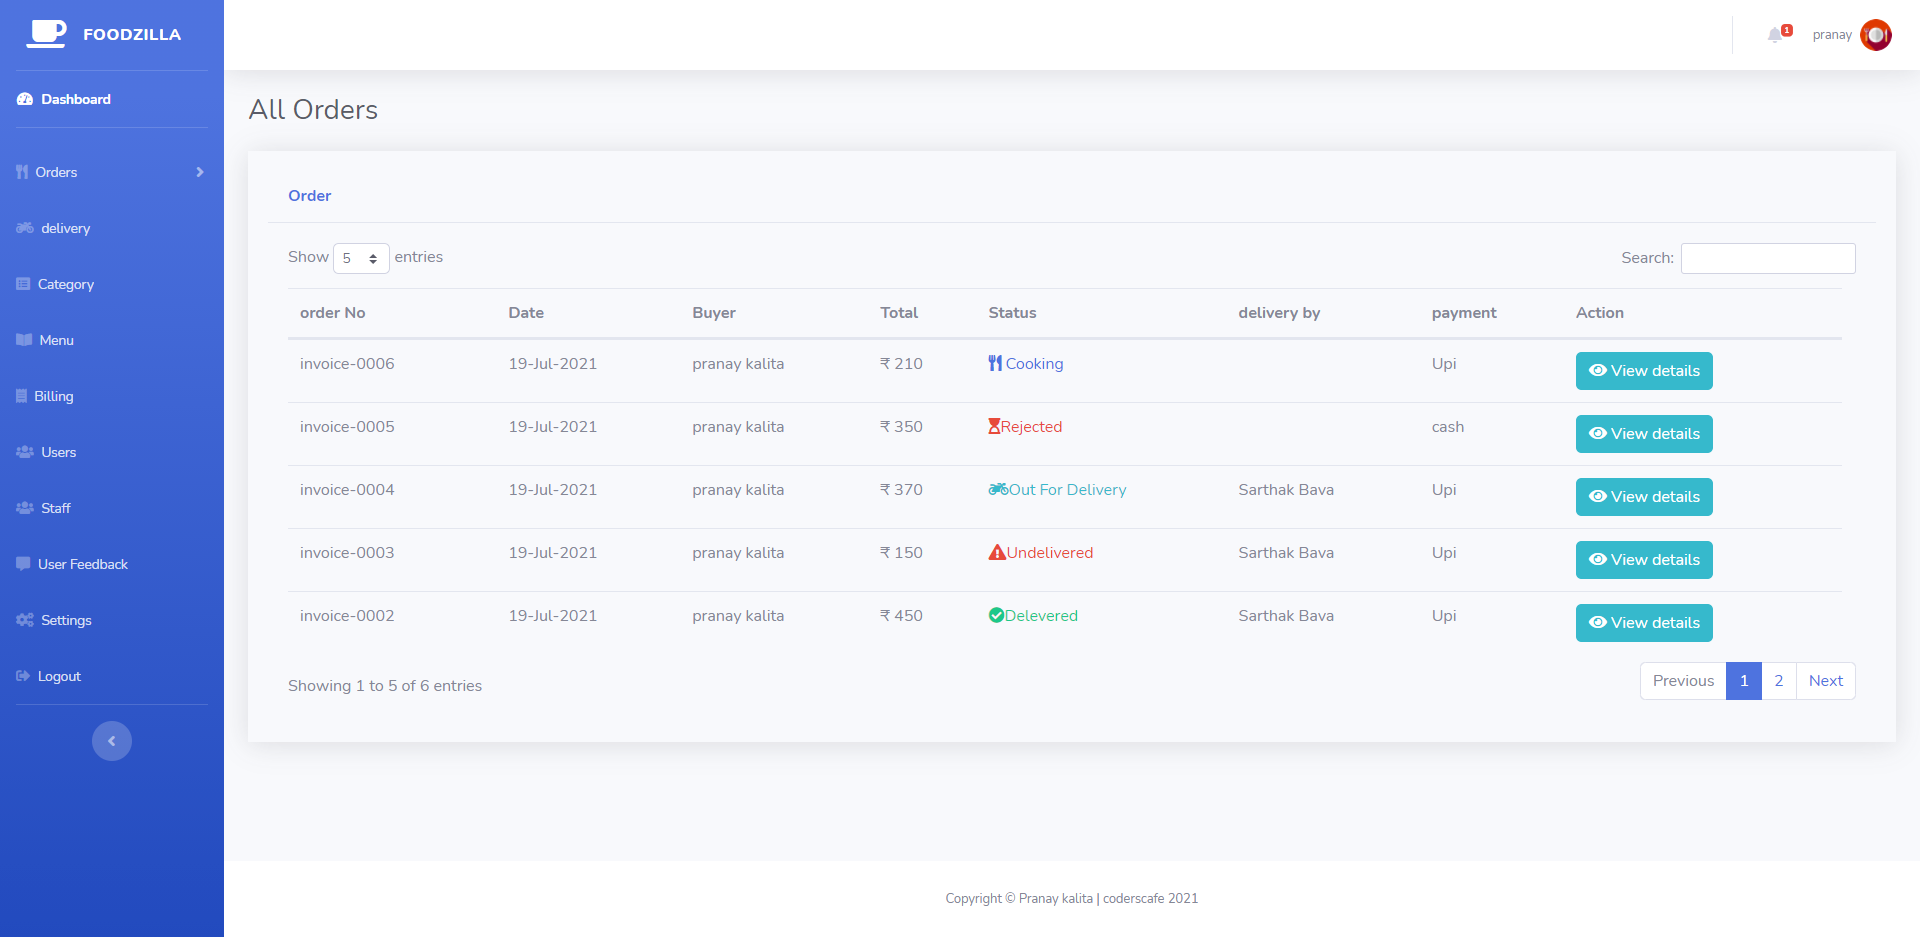 FOODZILLA
1
pranay
Dashboard
Orders
delivery
Category
Menu
Billing
Users
Staff
User Feedback
Settings
Logout
All Orders
Order
Show 5 entries
Search:
order No Date Buyer Total Status delivery by payment Action
invoice-0006 19-Jul-2021 pranay kalita ₹ 210 Cooking Upi View details
invoice-0005 19-Jul-2021 pranay kalita ₹ 350 Rejected cash View details
invoice-0004 19-Jul-2021 pranay kalita ₹ 370 Out For Delivery Sarthak Bava Upi View details
invoice-0003 19-Jul-2021 pranay kalita ₹ 150 Undelivered Sarthak Bava Upi View details
invoice-0002 19-Jul-2021 pranay kalita ₹ 450 Delevered Sarthak Bava Upi View details
Showing 1 to 5 of 6 entries
Previous 1 2 Next
Copyright © Pranay kalita | coderscafe 2021